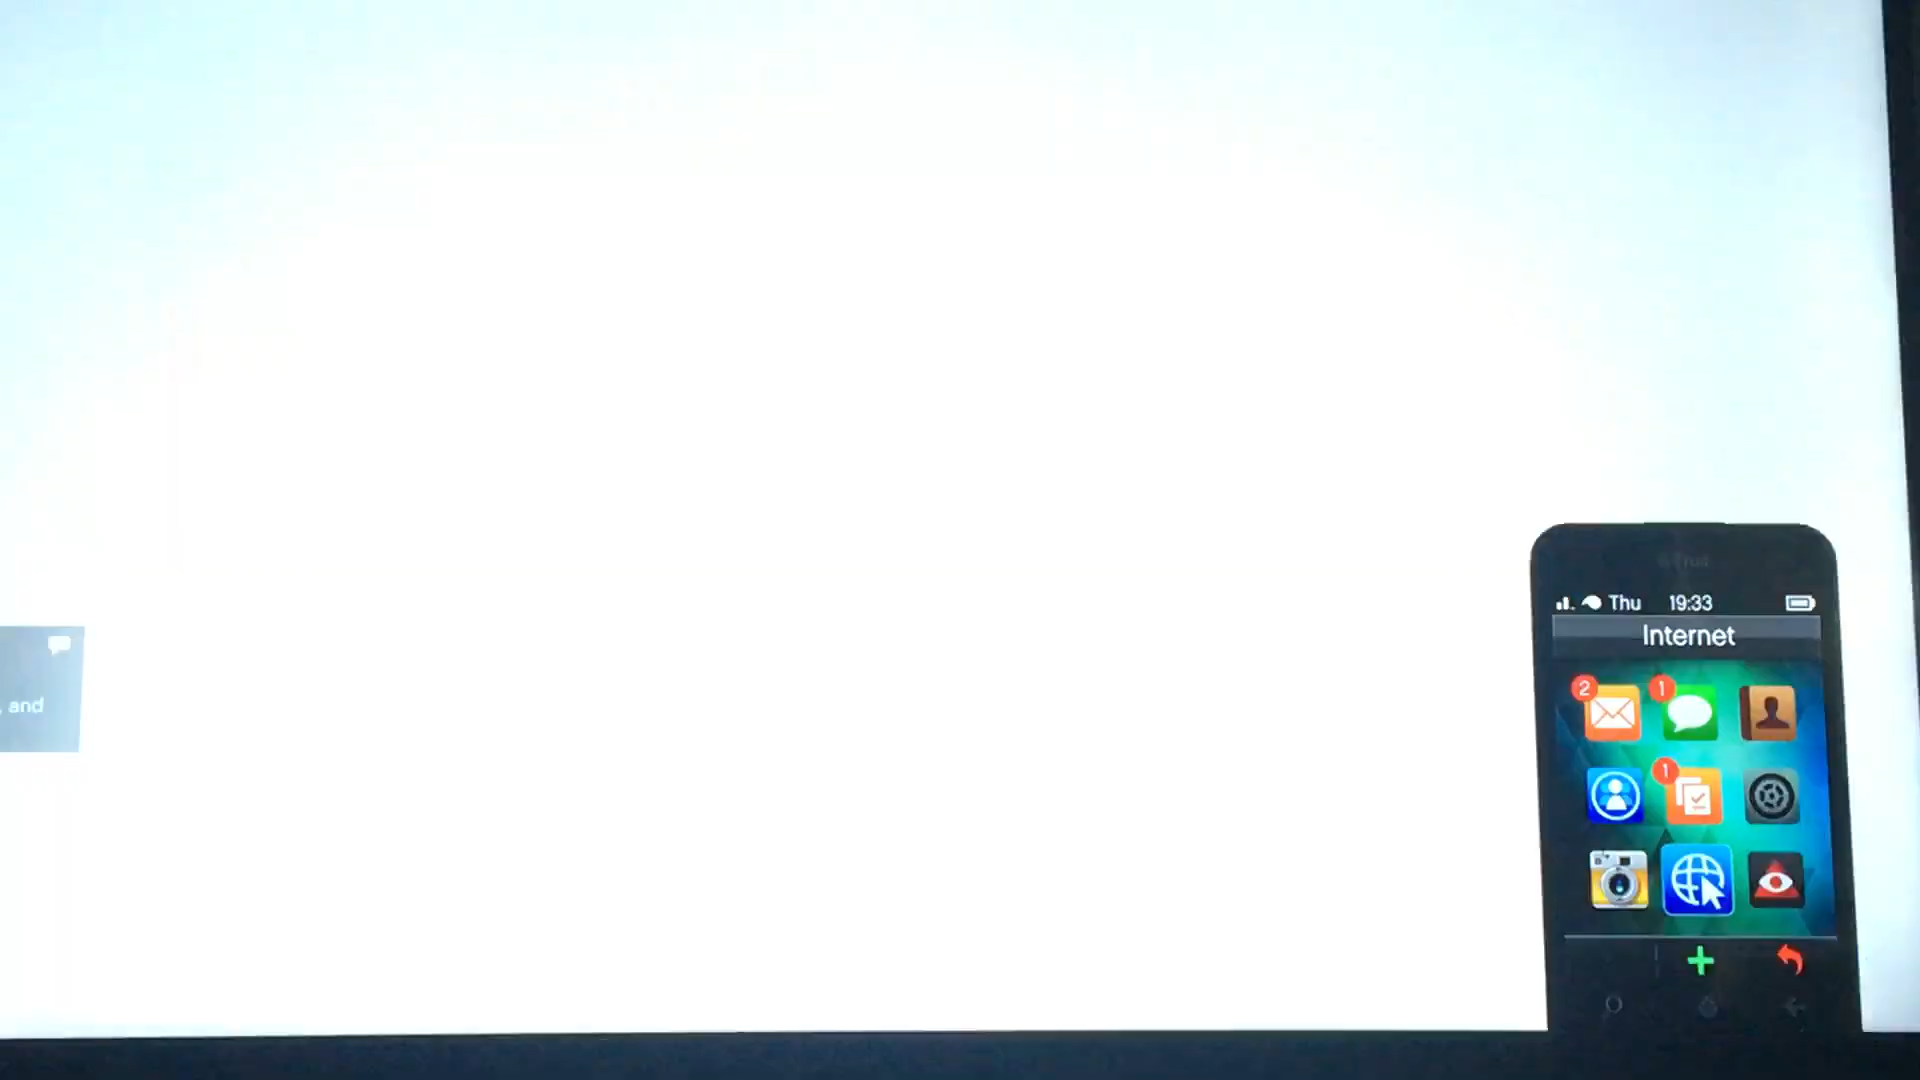 , and
Thu 19:33
Internet
2
1
1